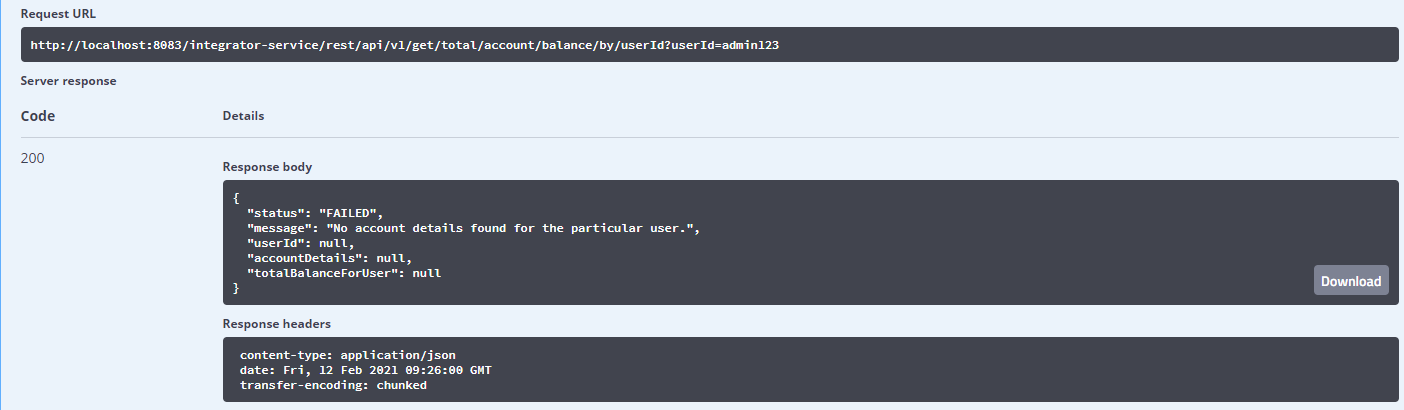 Request URL
http://localhost:8083/integrator-service/rest/api/v1/get/total/account/balance/by/userId?userId=admin123
Server response
Code Details
200
Response body
{
"status": "FAILED",
"message": "No account details found for the particular user.",
"userId": null,
"accountDetails": null,
"totalBalanceForUser": null
}
Download
Response headers
content-type: application/json
date: Fri, 12 Feb 2021 09:26:00 GMT
transfer-encoding: chunked